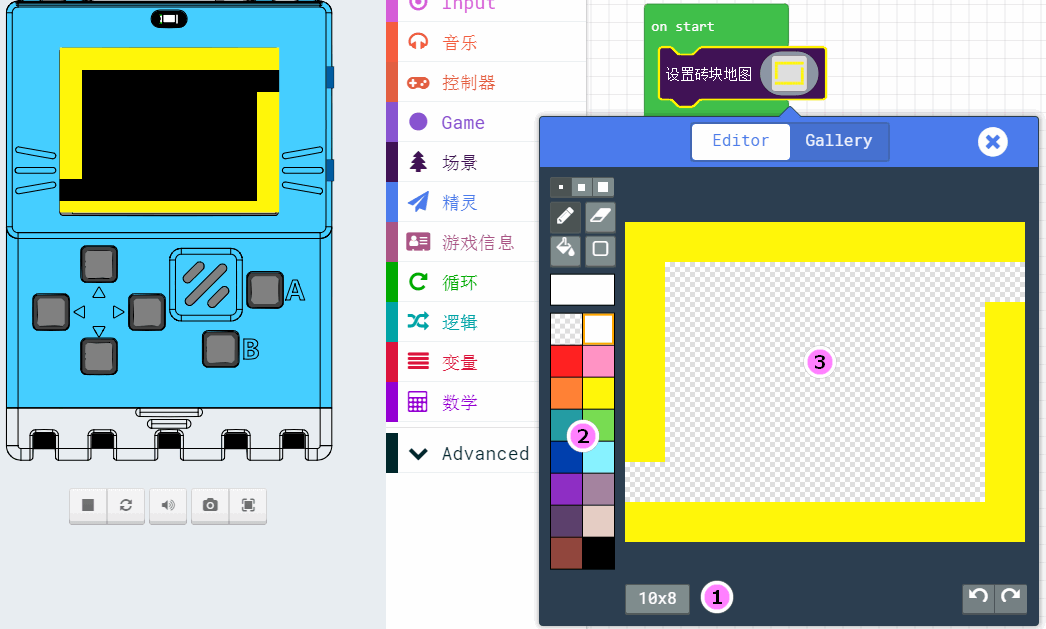 Input
音乐
控制器
Game
场景
精灵
游戏信息
循环
逻辑
变量
数学
Advanced
on start
设置砖块地图
Editor
Gallery
A
B
2
3
10x8
1